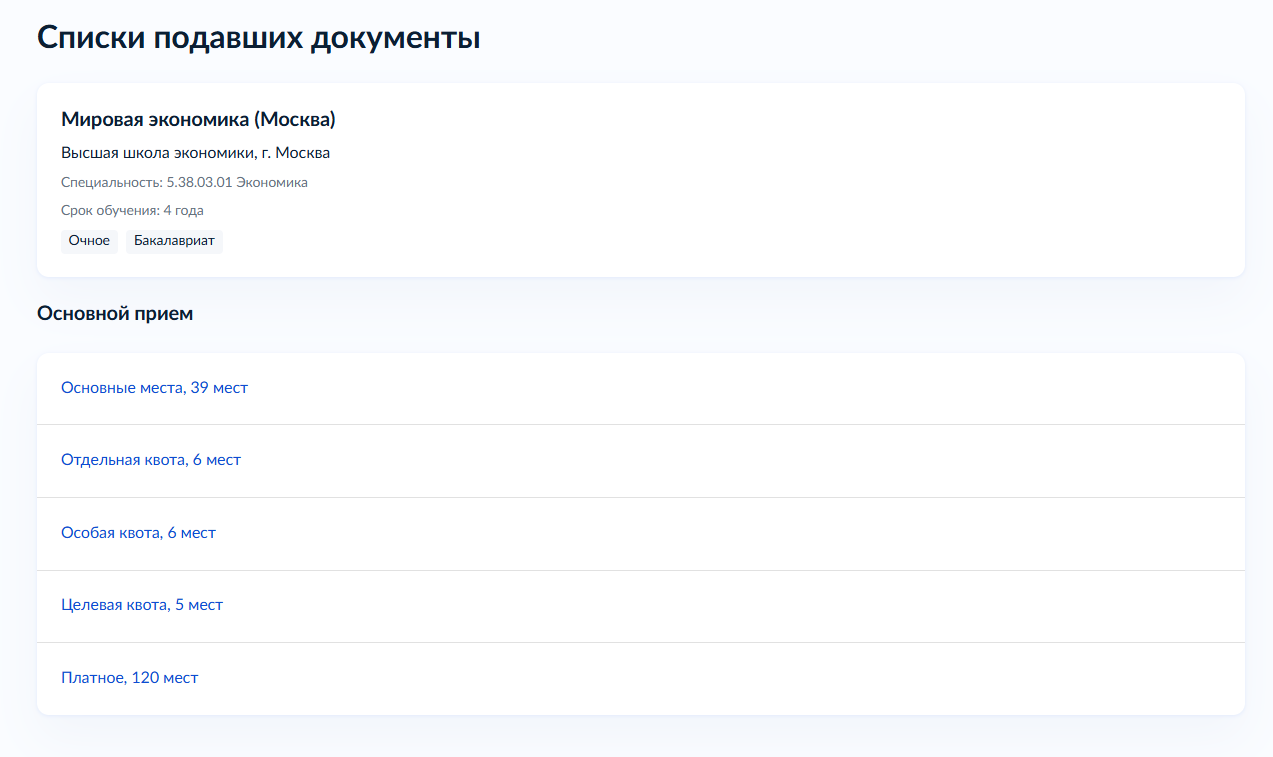 Списки подавших документы
Мировая экономика (Москва)
Высшая школа экономики, г. Москва
Специальность: 5.38.03.01 Экономика
Срок обучения: 4 года
Очное Бакалавриат
Основной прием
Основные места, 39 мест
Отдельная квота, 6 мест
Особая квота, 6 мест
Целевая квота, 5 мест
Платное, 120 мест